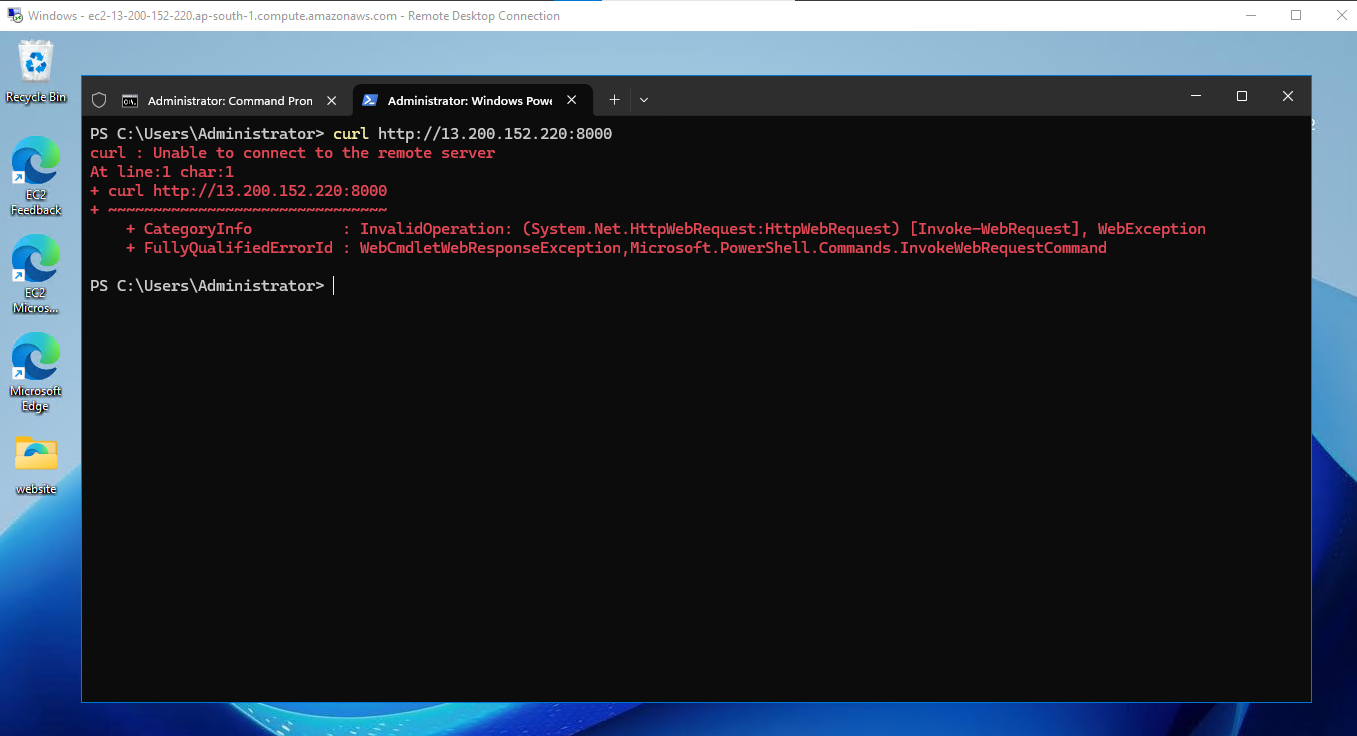 Windows - ec2-13-200-152-220.ap-south-1.compute.amazonaws.com - Remote Desktop Connection
Recycle Bin
EC2
Feedback
EC2
Micros...
Microsoft
Edge
website
Administrator: Command Pron
Administrator: Windows Powe
PS C:\Users\Administrator> curl http://13.200.152.220:8000
curl : Unable to connect to the remote server
At line:1 char:1
+ curl http://13.200.152.220:8000
+ ~~~~~~~~~~~~~~~~~~~~~~~~~~~~~~~
+ CategoryInfo : InvalidOperation: (System.Net.HttpWebRequest:HttpWebRequest) [Invoke-WebRequest], WebException
+ FullyQualifiedErrorId : WebCmdletWebResponseException,Microsoft.PowerShell.Commands.InvokeWebRequestCommand
PS C:\Users\Administrator>